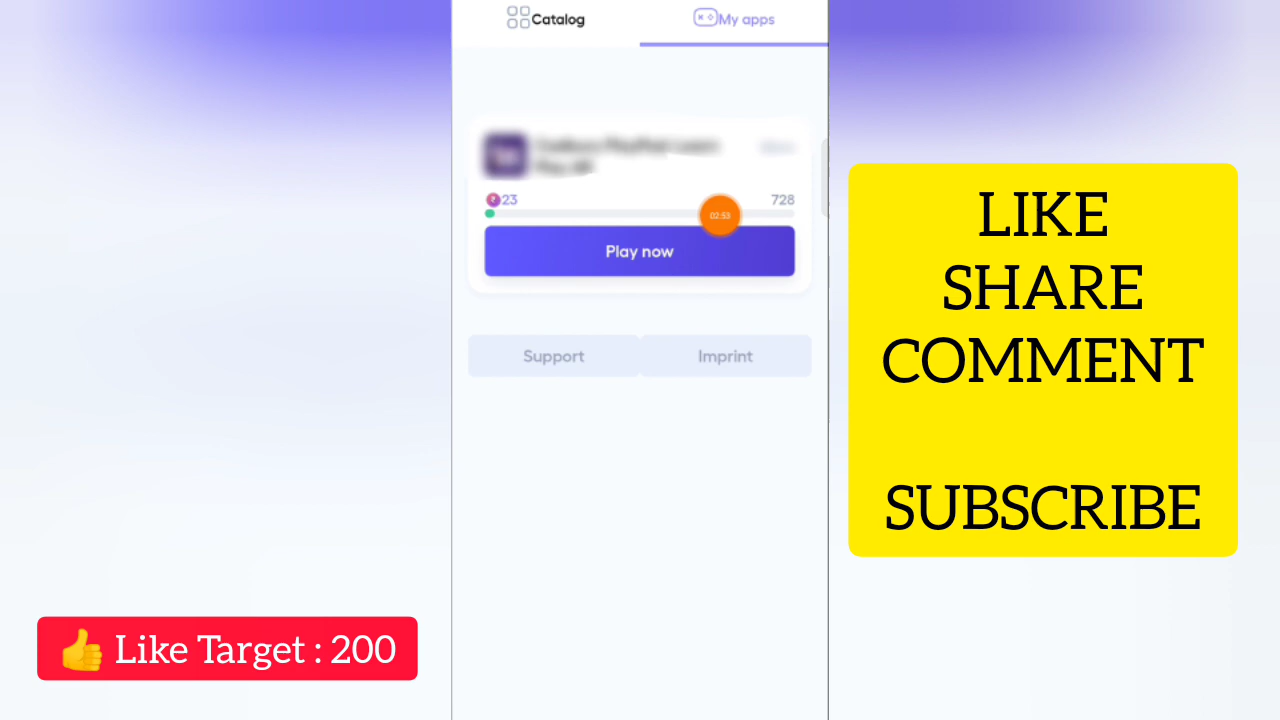 Catalog
My apps
23
728
02:53
Play now
Support
Imprint
LIKE
SHARE
COMMENT
SUBSCRIBE
👍 Like Target : 200